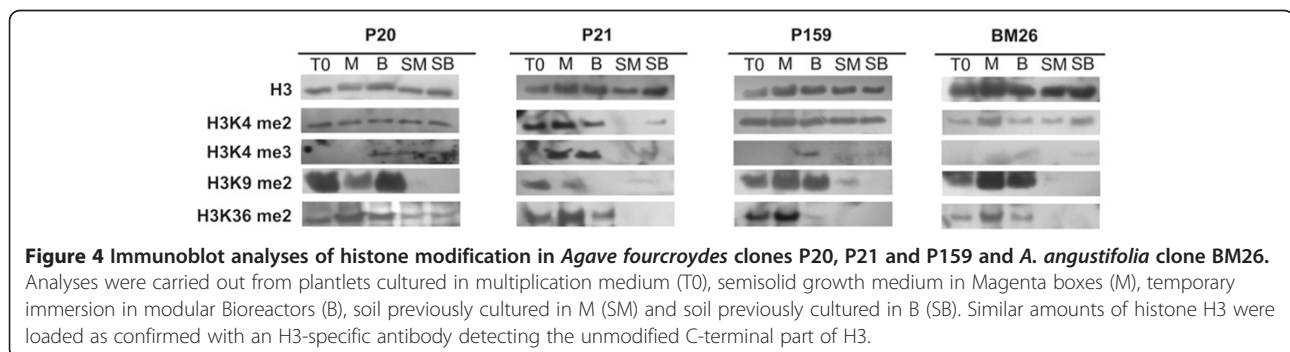 P20 P21 P159 BM26
T0 M B SM SB T0 M B SM SB T0 M B SM SB T0 M B SM SB
H3
H3K4 me2
H3K4 me3
H3K9 me2
H3K36 me2
Figure 4 Immunoblot analyses of histone modification in Agave fourcroydes clones P20, P21 and P159 and A. angustifolia clone BM26.
Analyses were carried out from plantlets cultured in multiplication medium (T0), semisolid growth medium in Magenta boxes (M), temporary
immersion in modular Bioreactors (B), soil previously cultured in M (SM) and soil previously cultured in B (SB). Similar amounts of histone H3 were
loaded as confirmed with an H3-specific antibody detecting the unmodified C-terminal part of H3.